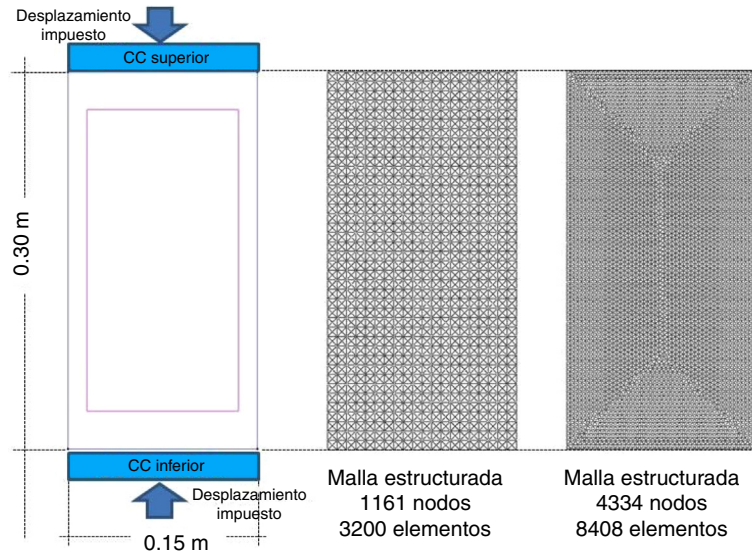 Desplazamiento
impuesto
CC superior
0.30 m
CC inferior
Desplazamiento
impuesto
0.15 m
Malla estructurada
1161 nodos
3200 elementos
Malla estructurada
4334 nodos
8408 elementos